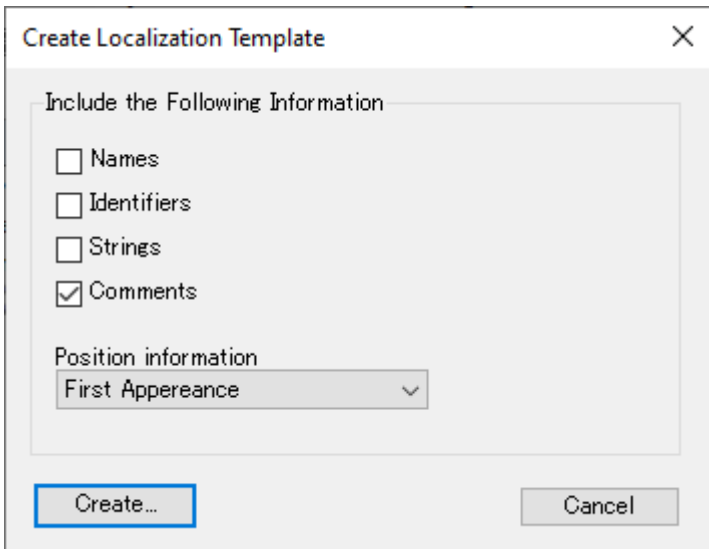 Create Localization Template
Include the Following Information
Names
Identifiers
Strings
Comments
Position information
First Appereance
Create...
Cancel